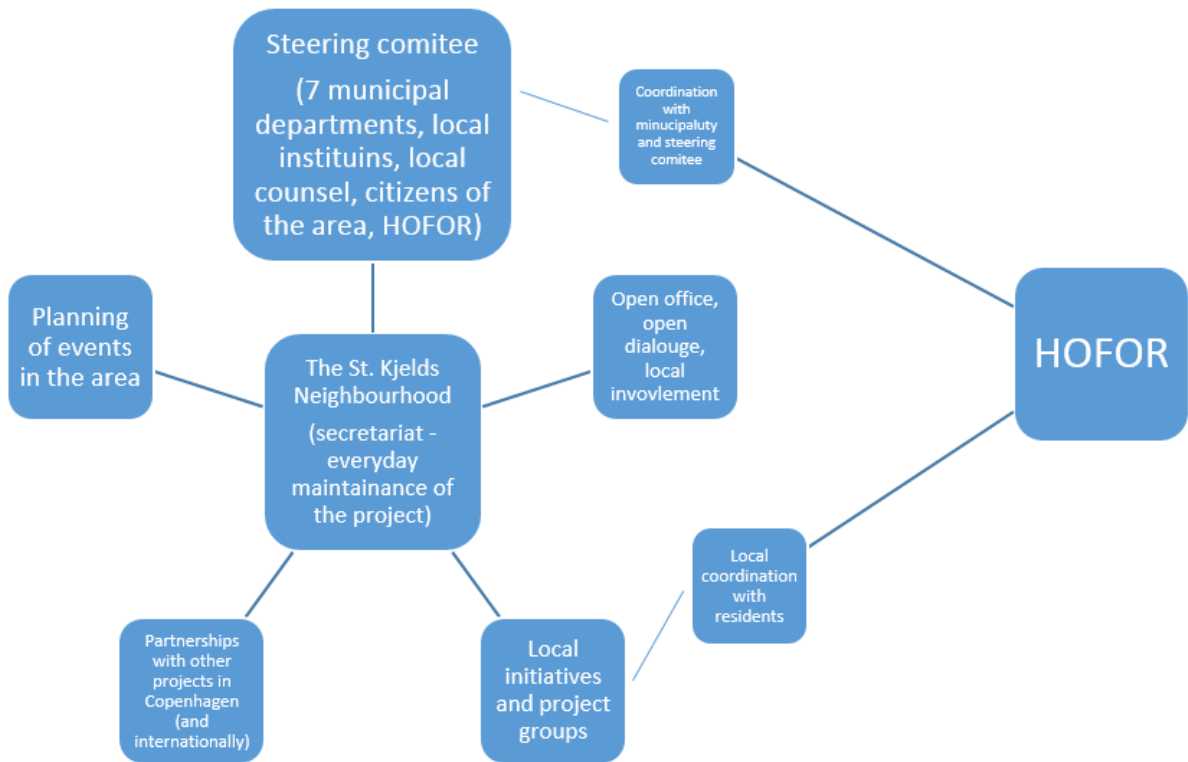 Steering comitee
(7 municipal
departments, local
instituins, local
counsel, citizens of
the area, HOFOR)
Coordination
with
minucipaluty
and steering
comitee
HOFOR
Planning
of events
in the area
The St. Kjelds
Neighbourhood
(secretariat -
everyday
maintainance of
the project)
Open office,
open
dialouge,
local
invovlement
Local
coordination
with
residents
Partnerships
with other
projects in
Copenhagen
(and
internationally)
Local
initiatives
and project
groups